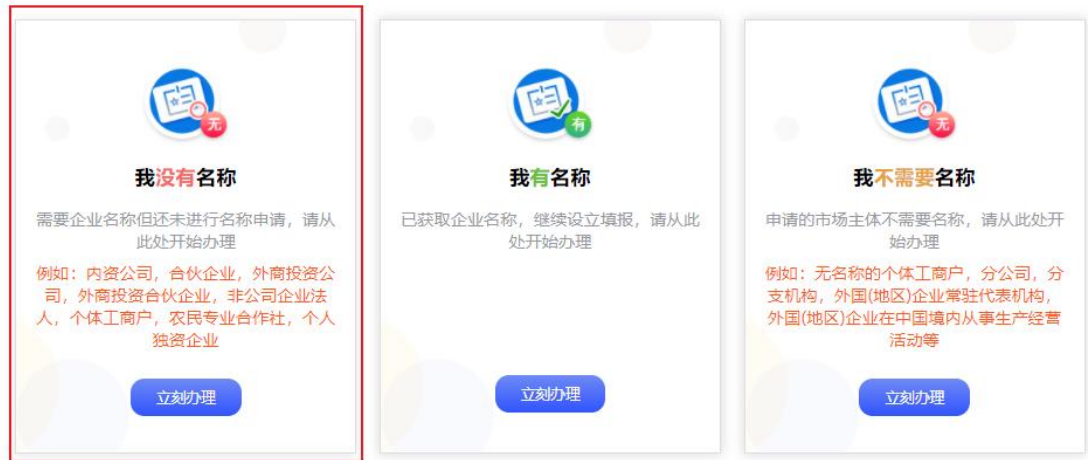 无
我没有名称
需要企业名称但还未进行名称申请，请从
此处开始办理
例如：内资公司，合伙企业，外商投资公
司，外商投资合伙企业，非公司企业法
人，个体工商户，农民专业合作社，个人
独资企业
立刻办理
有
我有名称
已获取企业名称，继续设立填报，请从此
处开始办理
立刻办理
无
我不需要名称
申请的市场主体不需要名称，请从此处开
始办理
例如：无名称的个体工商户，分公司，分
支机构，外国(地区)企业常驻代表机构，
外国(地区)企业在中国境内从事生产经营
活动等
立刻办理